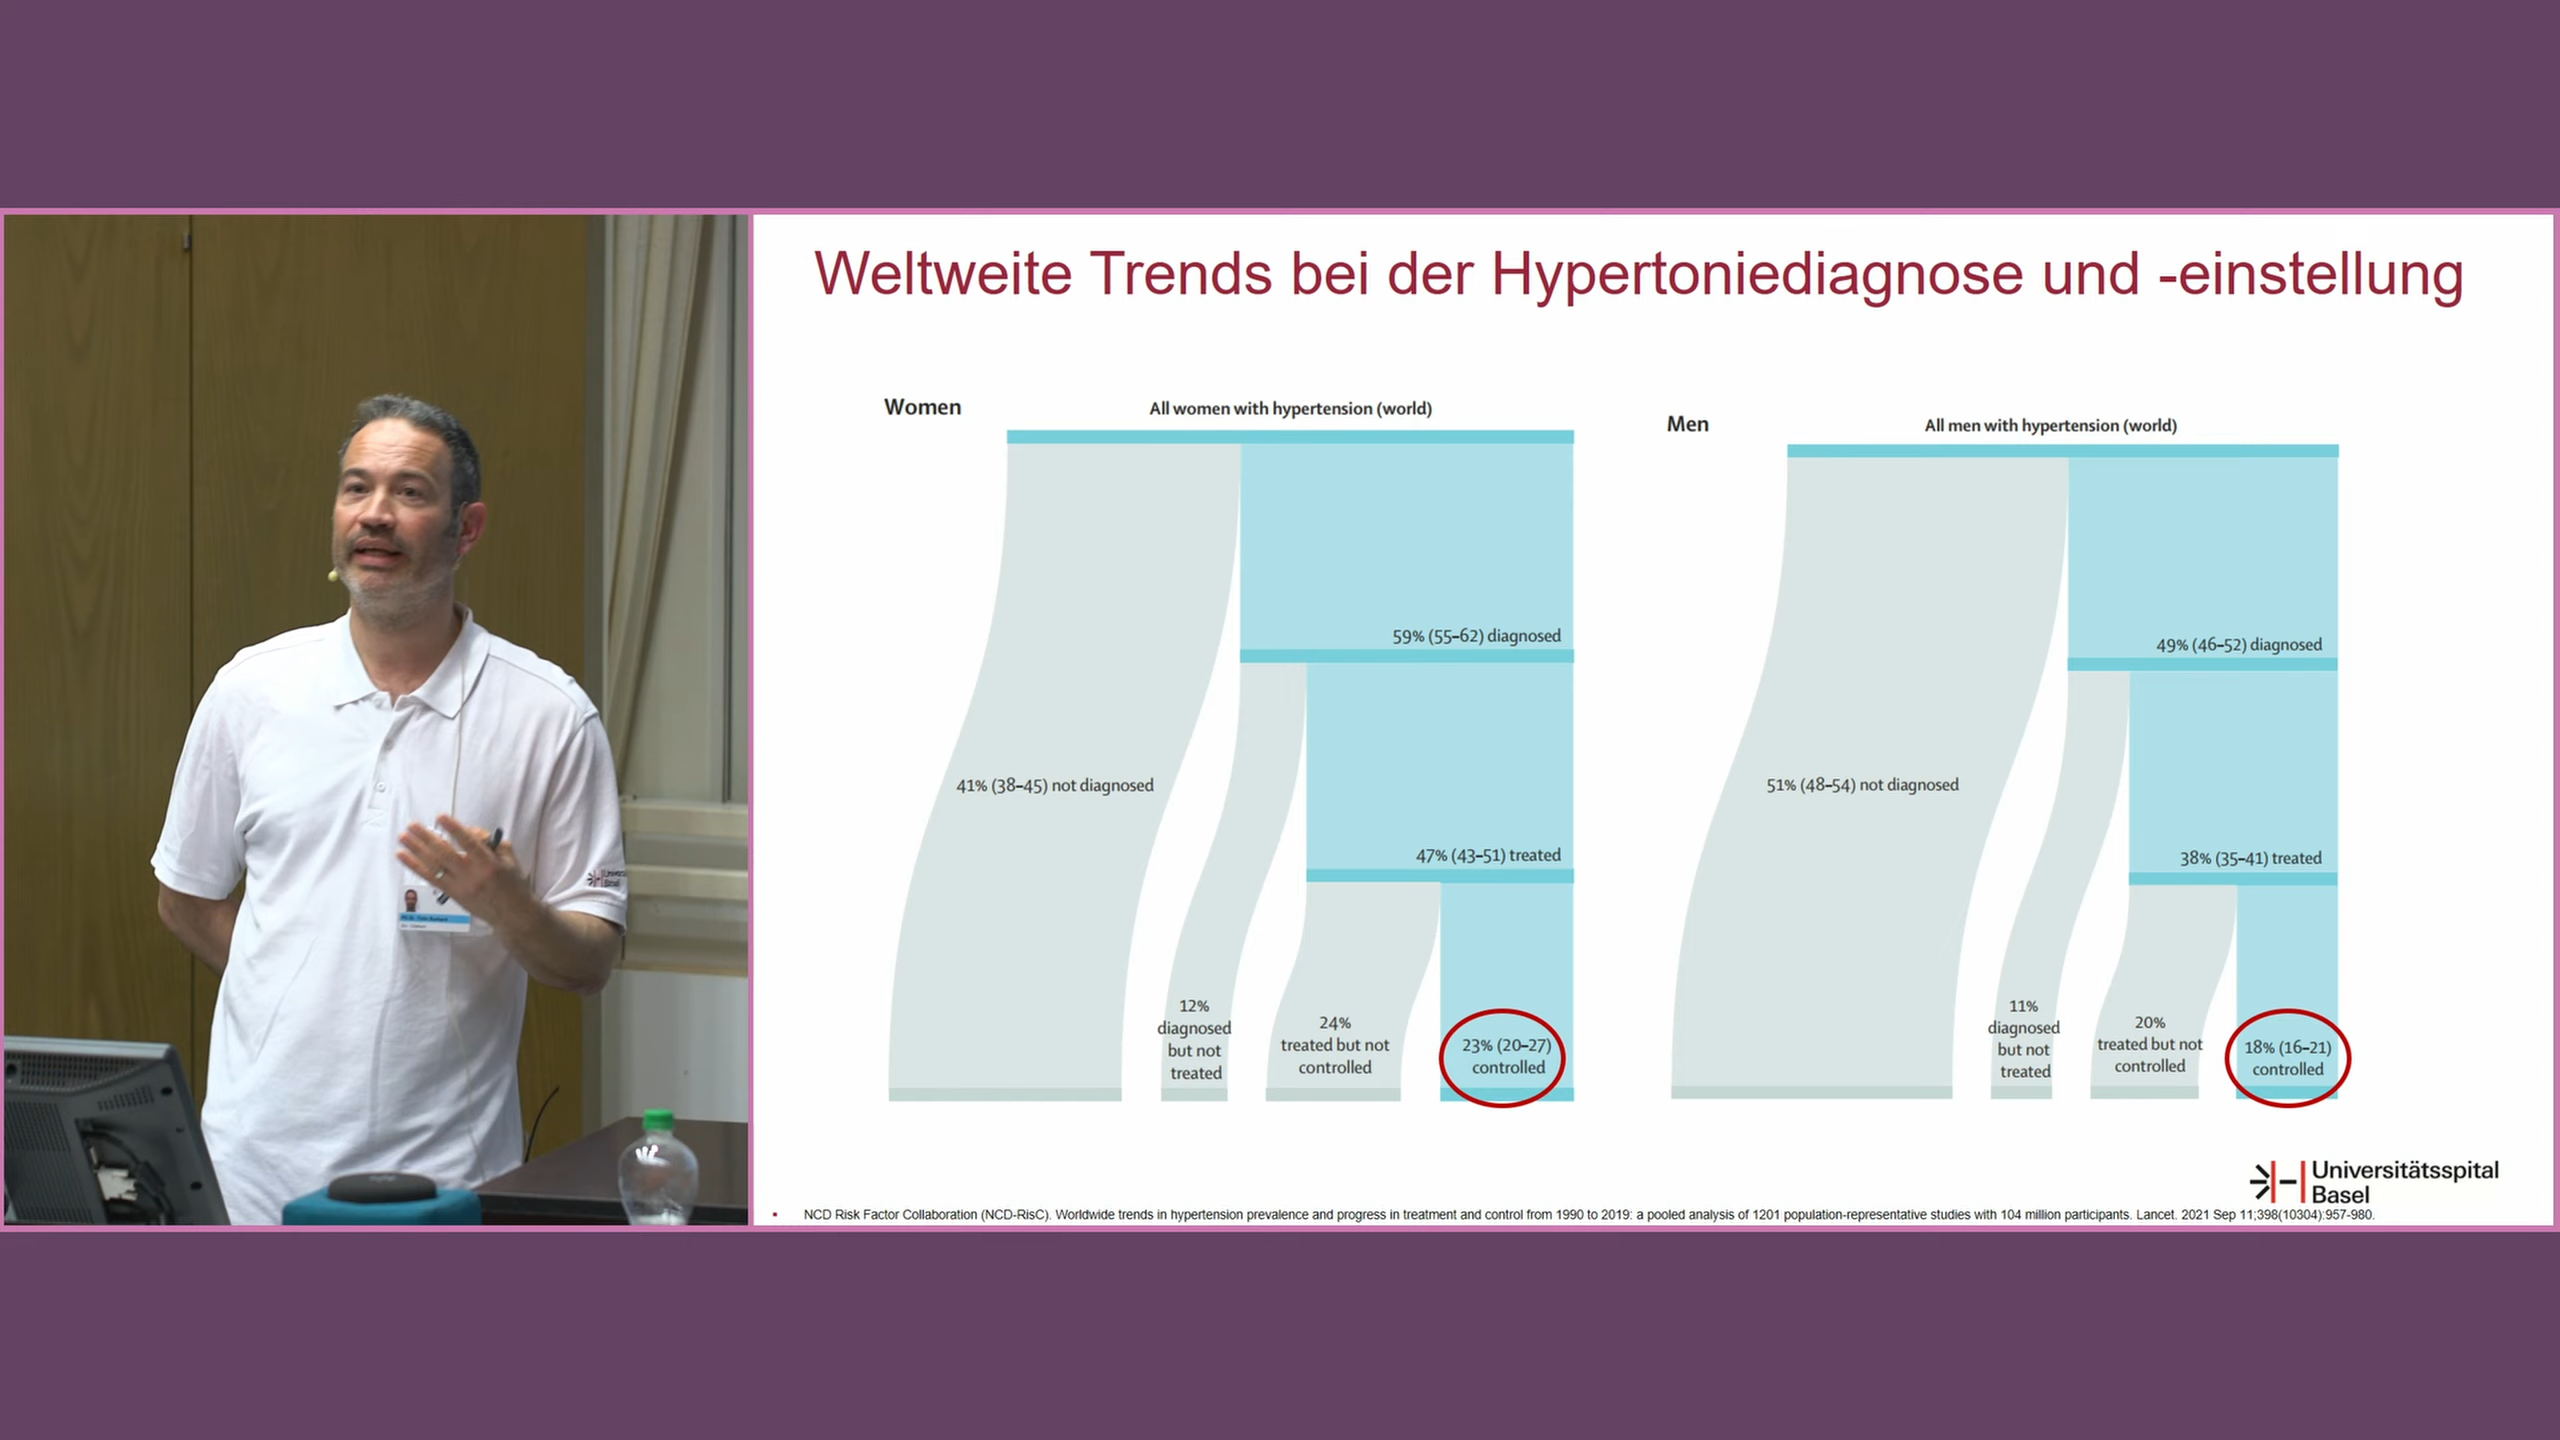 Weltweite Trends bei der Hypertoniediagnose und -einstellung
Women
All women with hypertension (world)
59% (55–62) diagnosed
41% (38–45) not diagnosed
47% (43–51) treated
12%
diagnosed
but not
treated
24%
treated but not
controlled
23% (20–27)
controlled
Men
All men with hypertension (world)
49% (46–52) diagnosed
51% (48–54) not diagnosed
38% (35–41) treated
11%
diagnosed
but not
treated
20%
treated but not
controlled
18% (16–21)
controlled
Universitätsspital
Basel
NCD Risk Factor Collaboration (NCD-RisC). Worldwide trends in hypertension prevalence and progress in treatment and control from 1990 to 2019: a pooled analysis of 1201 population-representative studies with 104 million participants. Lancet. 2021 Sep 11;398(10304):957-980.